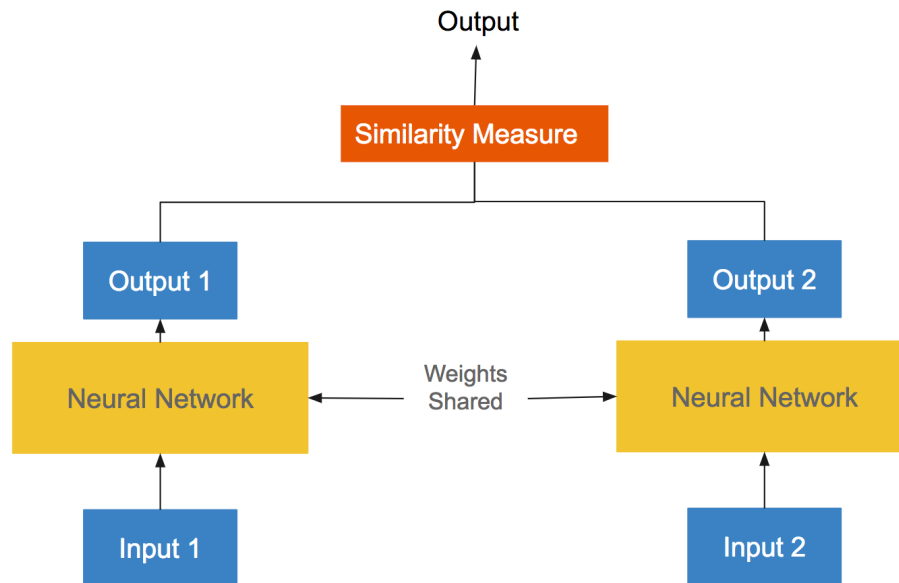 Output
Similarity Measure
Output 1
Output 2
Neural Network
Weights
Shared
Neural Network
Input 1
Input 2